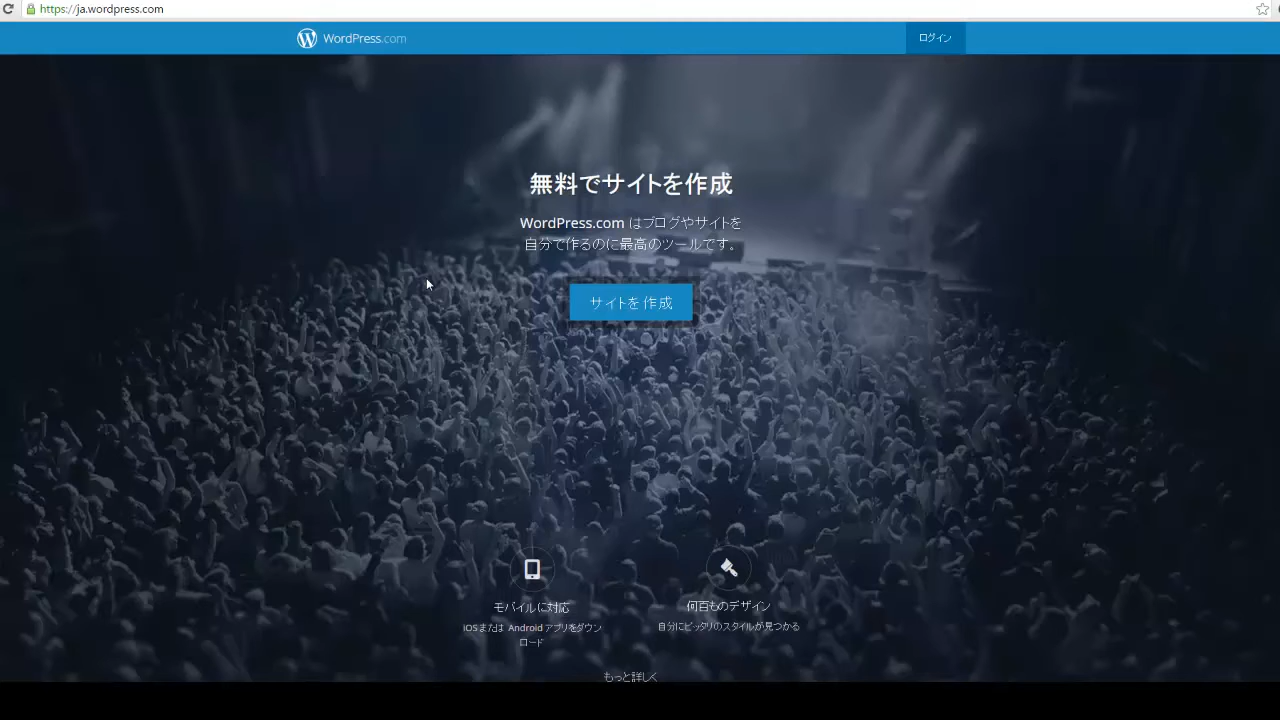 https://ja.wordpress.com
WordPress.com
ログイン
無料でサイトを作成
WordPress.com はブログやサイトを
自分で作るのに最高のツールです。
サイトを作成
モバイルに対応
iOSまたは Android アプリをダウン
ロード
何百ものデザイン
自分にピッタリのスタイルが見つかる
もっと詳しく